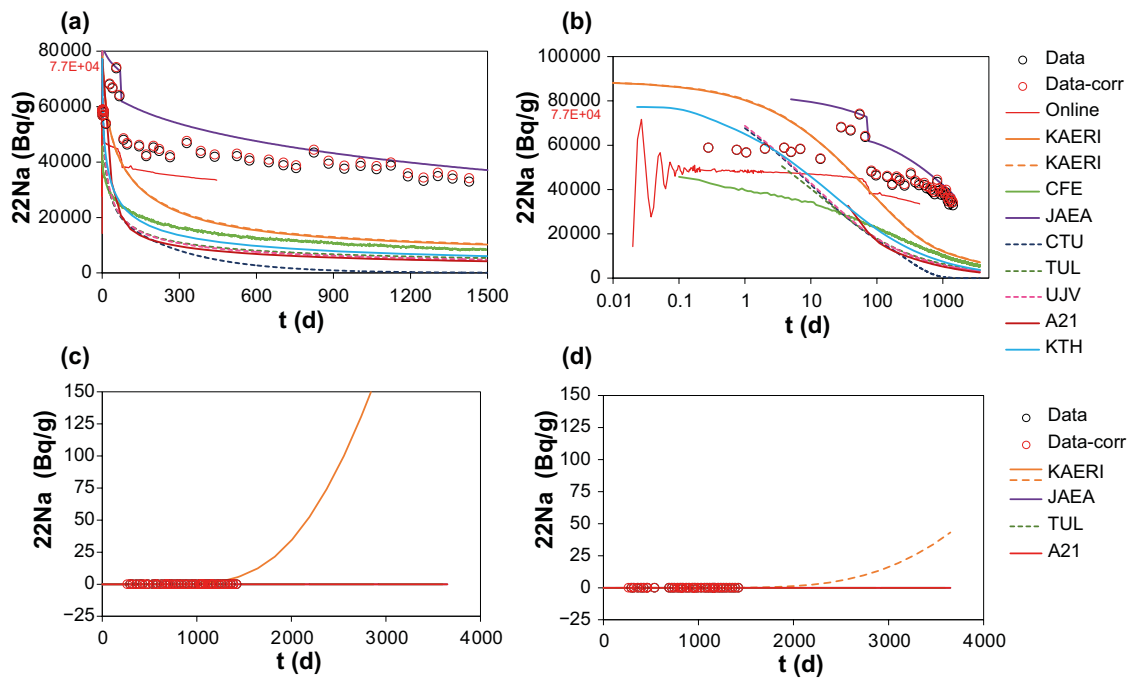 (a)
80000
7.7E+04
60000
40000
20000
0
22Na (Bq/g)
0 300 600 900 1200 1500
t (d)
(b)
100000
80000
7.7E+04
60000
40000
20000
0
22Na (Bq/g)
0.01 0.1 1 10 100 1000
t (d)
Data
Data-corr
Online
KAERI
KAERI
CFE
JAEA
CTU
TUL
UJV
A21
KTH
(c)
150
125
100
75
50
25
0
−25
22Na (Bq/g)
0 1000 2000 3000 4000
t (d)
(d)
150
125
100
75
50
25
0
−25
22Na (Bq/g)
0 1000 2000 3000 4000
t (d)
Data
Data-corr
KAERI
JAEA
TUL
A21